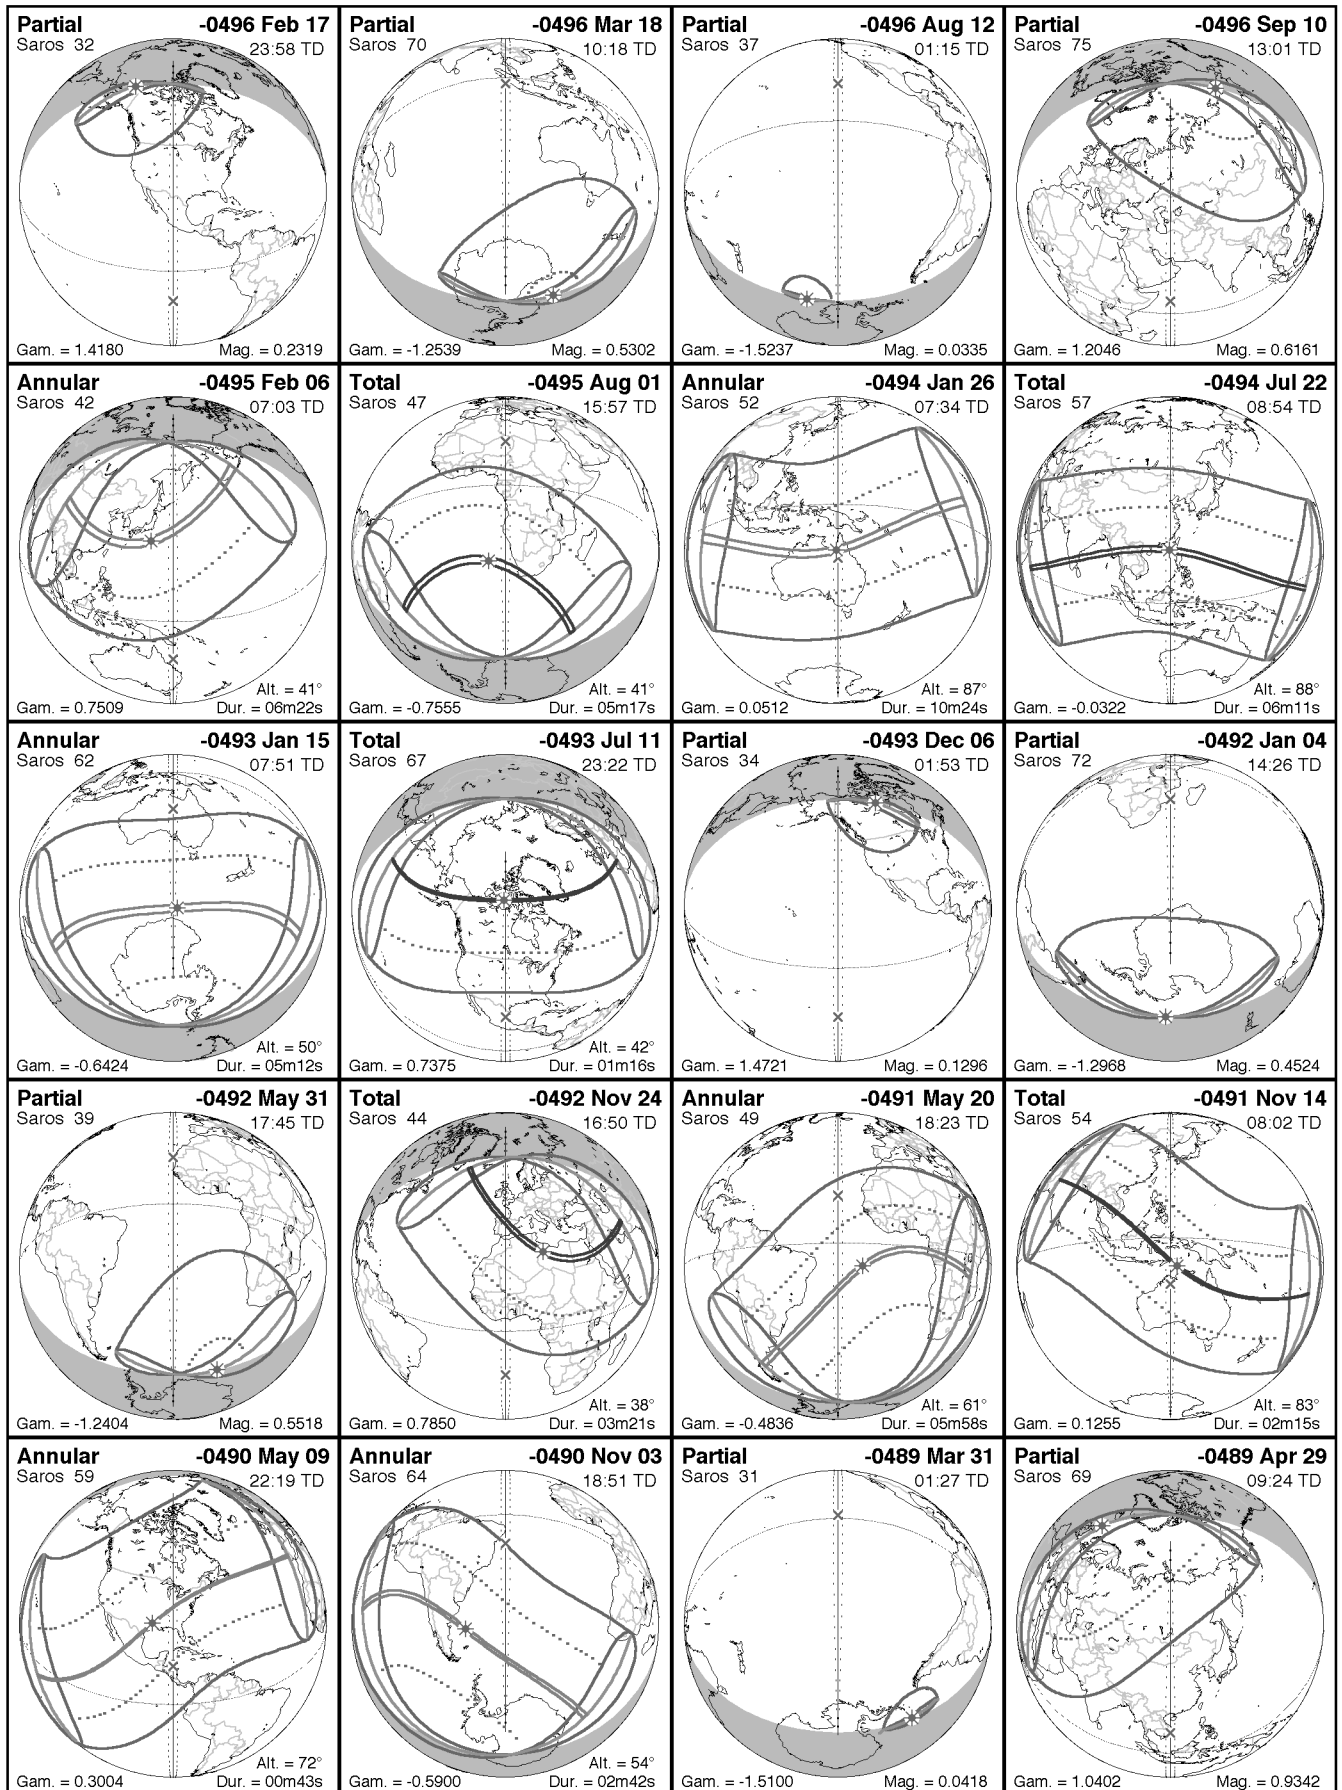 Partial -0496 Feb 17
Saros 32 23:58 TD
Gam. = 1.4180 Mag. = 0.2319
Partial -0496 Mar 18
Saros 70 10:18 TD
Gam. = -1.2539 Mag. = 0.5302
Partial -0496 Aug 12
Saros 37 01:15 TD
Gam. = -1.5237 Mag. = 0.0335
Partial -0496 Sep 10
Saros 75 13:01 TD
Gam. = 1.2046 Mag. = 0.6161
Annular -0495 Feb 06
Saros 42 07:03 TD
Alt. = 41°
Gam. = 0.7509 Dur. = 06m22s
Total -0495 Aug 01
Saros 47 15:57 TD
Alt. = 41°
Gam. = -0.7555 Dur. = 05m17s
Annular -0494 Jan 26
Saros 52 07:34 TD
Alt. = 87°
Gam. = 0.0512 Dur. = 10m24s
Total -0494 Jul 22
Saros 57 08:54 TD
Alt. = 88°
Gam. = -0.0322 Dur. = 06m11s
Annular -0493 Jan 15
Saros 62 07:51 TD
Alt. = 50°
Gam. = -0.6424 Dur. = 05m12s
Total -0493 Jul 11
Saros 67 23:22 TD
Alt. = 42°
Gam. = 0.7375 Dur. = 01m16s
Partial -0493 Dec 06
Saros 34 01:53 TD
Gam. = 1.4721 Mag. = 0.1296
Partial -0492 Jan 04
Saros 72 14:26 TD
Gam. = -1.2968 Mag. = 0.4524
Partial -0492 May 31
Saros 39 17:45 TD
Gam. = -1.2404 Mag. = 0.5518
Total -0492 Nov 24
Saros 44 16:50 TD
Alt. = 38°
Gam. = 0.7850 Dur. = 03m21s
Annular -0491 May 20
Saros 49 18:23 TD
Alt. = 61°
Gam. = -0.4836 Dur. = 05m58s
Total -0491 Nov 14
Saros 54 08:02 TD
Alt. = 83°
Gam. = 0.1255 Dur. = 02m15s
Annular -0490 May 09
Saros 59 22:19 TD
Alt. = 72°
Gam. = 0.3004 Dur. = 00m43s
Annular -0490 Nov 03
Saros 64 18:51 TD
Alt. = 54°
Gam. = -0.5900 Dur. = 02m42s
Partial -0489 Mar 31
Saros 31 01:27 TD
Gam. = -1.5100 Mag. = 0.0418
Partial -0489 Apr 29
Saros 69 09:24 TD
Gam. = 1.0402 Mag. = 0.9342